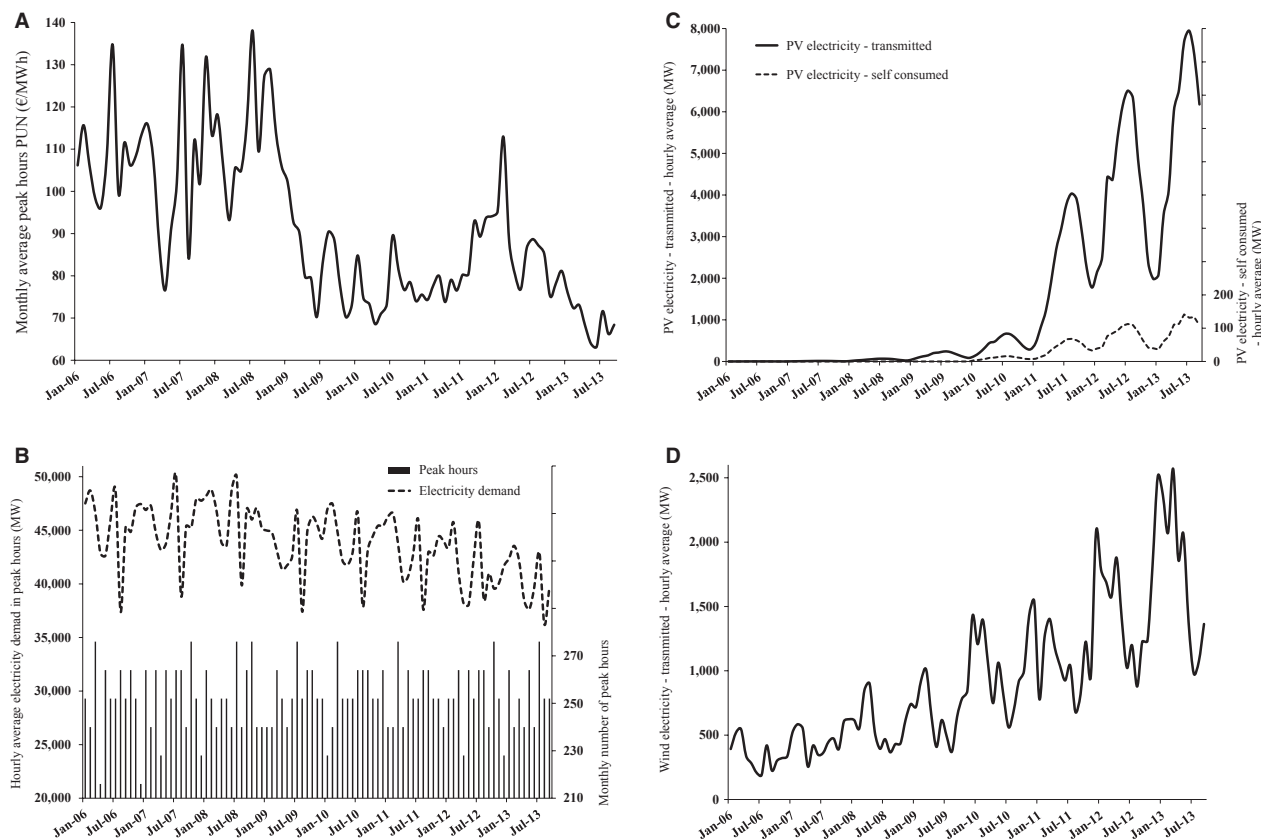 A
Monthly average peak hours PUN (€/MWh)
140
130
120
110
100
90
80
70
60
Jan-06
Jul-06
Jan-07
Jul-07
Jan-08
Jul-08
Jan-09
Jul-09
Jan-10
Jul-10
Jan-11
Jul-11
Jan-12
Jul-12
Jan-13
Jul-13
C
PV electricity - trasnmitted - hourly average (MW)
8,000
7,000
6,000
5,000
4,000
3,000
2,000
1,000
0
PV electricity - transmitted
PV electricity - self consumed
200
100
0
PV electricity - self consumed
- hourly average (MW)
Jan-06
Jul-06
Jan-07
Jul-07
Jan-08
Jul-08
Jan-09
Jul-09
Jan-10
Jul-10
Jan-11
Jul-11
Jan-12
Jul-12
Jan-13
Jul-13
B
Hourly average electricity demad in peak hours (MW)
50,000
45,000
40,000
35,000
30,000
25,000
20,000
Peak hours
Electricity demand
270
250
230
210
Monthly number of peak hours
Jan-06
Jul-06
Jan-07
Jul-07
Jan-08
Jul-08
Jan-09
Jul-09
Jan-10
Jul-10
Jan-11
Jul-11
Jan-12
Jul-12
Jan-13
Jul-13
D
Wind electricity - trasnmitted - hourly average (MW)
2,500
2,000
1,500
1,000
500
0
Jan-06
Jul-06
Jan-07
Jul-07
Jan-08
Jul-08
Jan-09
Jul-09
Jan-10
Jul-10
Jan-11
Jul-11
Jan-12
Jul-12
Jan-13
Jul-13